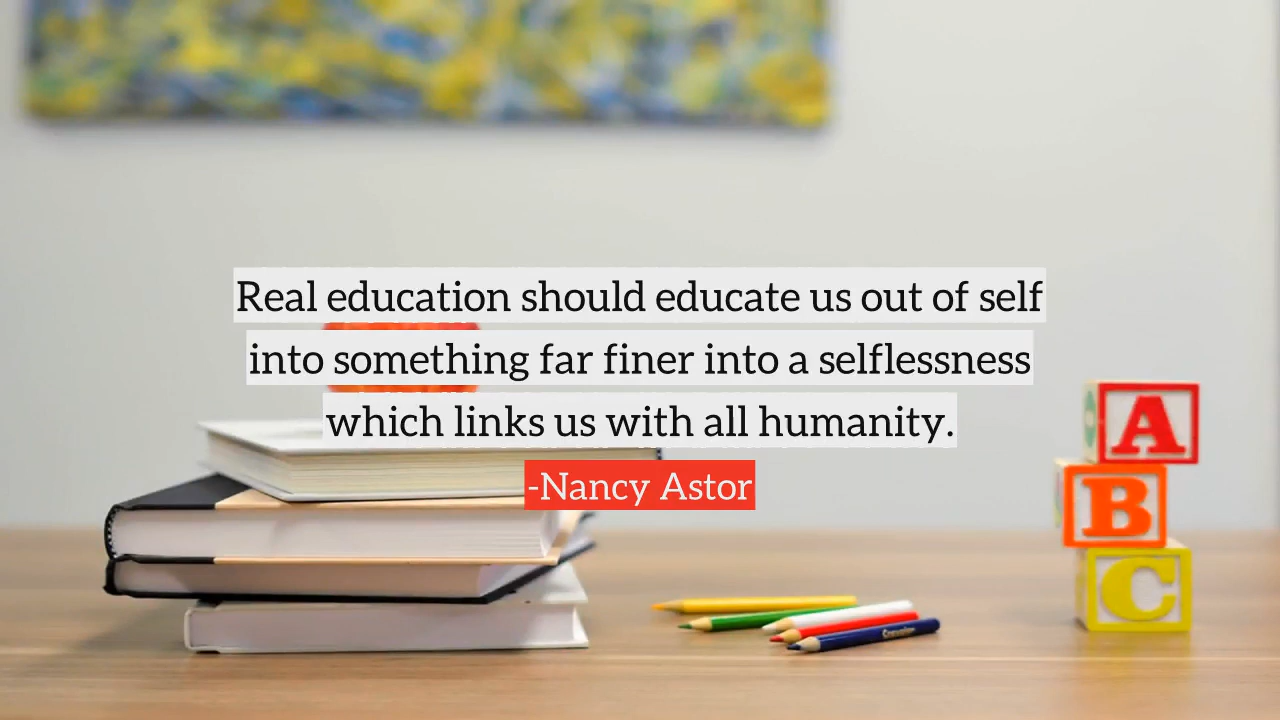 Real education should educate us out of self
into something far finer into a selflessness
which links us with all humanity.
-Nancy Astor
A
B
C